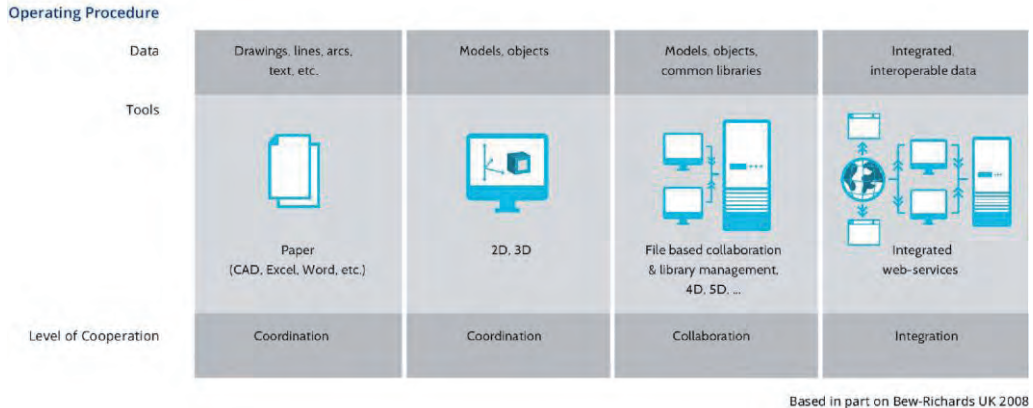 Operating Procedure
Data
Drawings, lines, arcs,
text, etc.
Models, objects
Models, objects,
common libraries
Integrated,
interoperable data
Tools
Paper
(CAD, Excel, Word, etc.)
2D, 3D
File based collaboration
& library management,
4D, 5D, ...
Integrated
web-services
Level of Cooperation
Coordination
Coordination
Collaboration
Integration
Based in part on Bew-Richards UK 2008